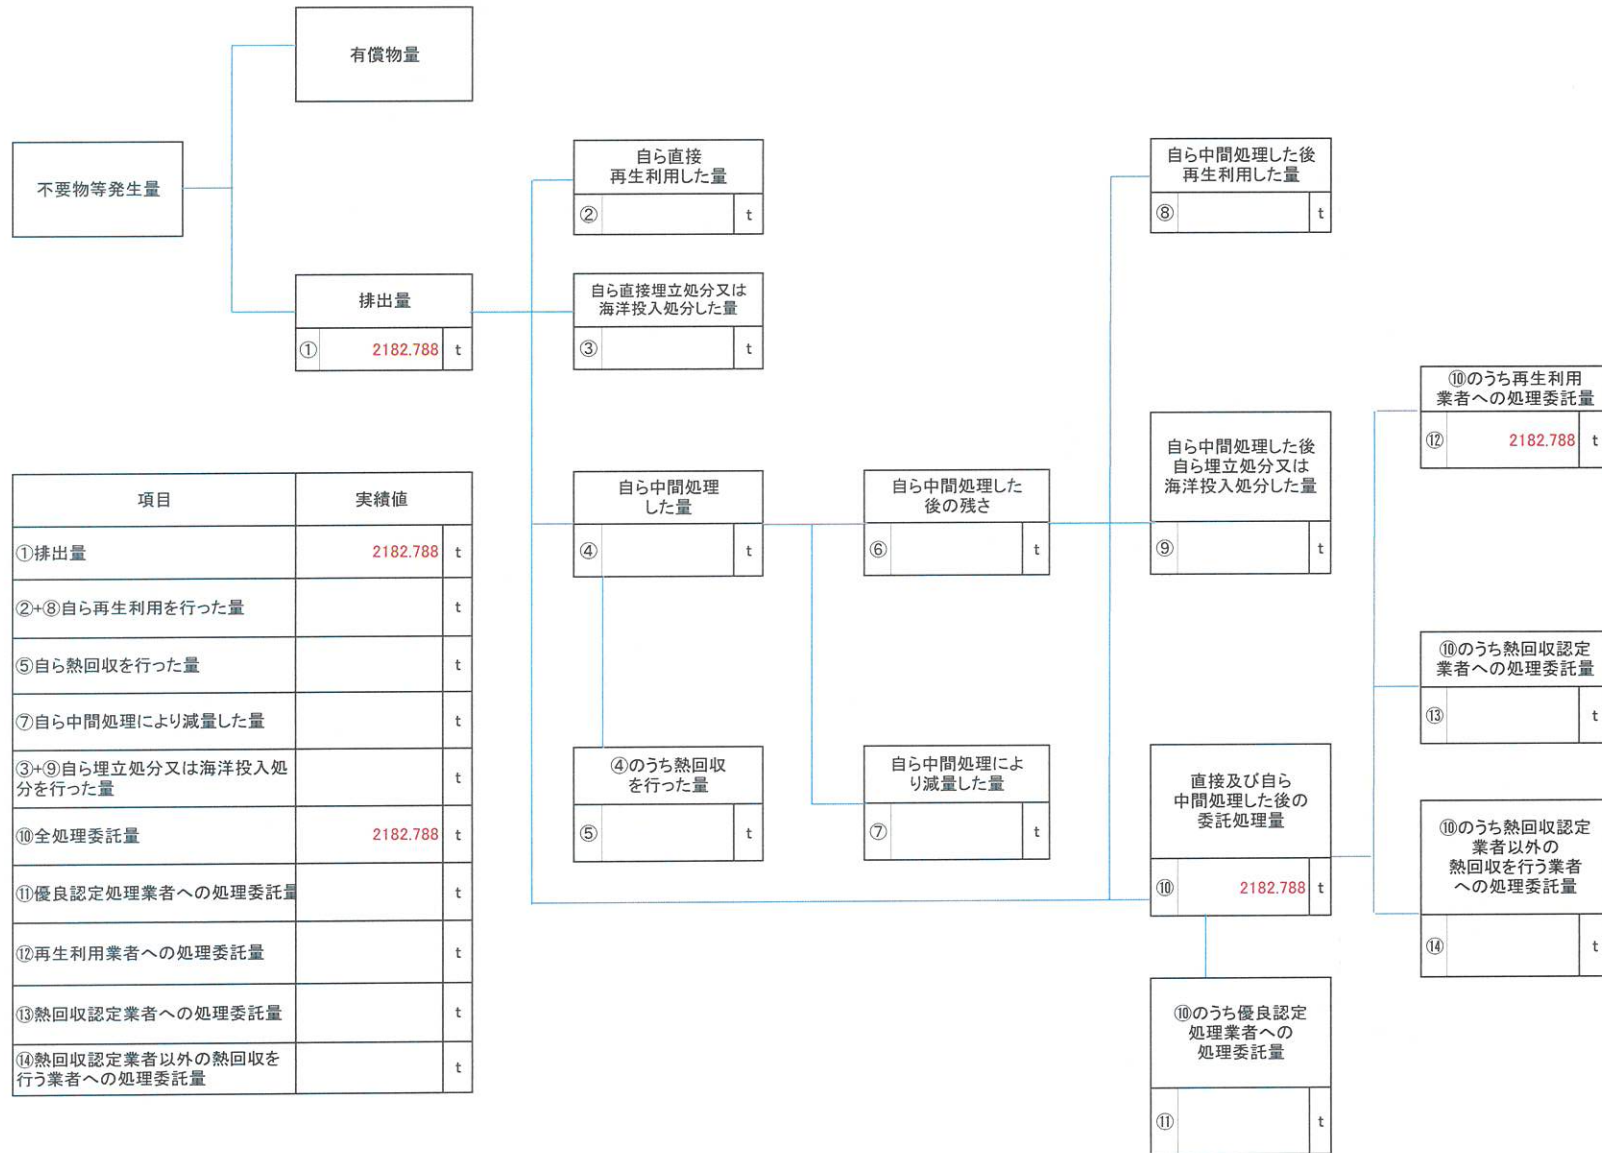 有償物量
不要物等発生量
排出量
① 2182.788 t
自ら直接
再生利用した量
② t
自ら直接埋立処分又は
海洋投入処分した量
③ t
自ら中間処理
した量
④ t
④のうち熱回収
を行った量
⑤ t
自ら中間処理した
後の残さ
⑥ t
自ら中間処理によ
り減量した量
⑦ t
自ら中間処理した後
再生利用した量
⑧ t
自ら中間処理した後
自ら埋立処分又は
海洋投入処分した量
⑨ t
直接及び自ら
中間処理した後の
委託処理量
⑩ 2182.788 t
⑩のうち優良認定
処理業者への
処理委託量
⑪ t
⑩のうち再生利用
業者への処理委託量
⑫ 2182.788 t
⑩のうち熱回収認定
業者への処理委託量
⑬ t
⑩のうち熱回収認定
業者以外の
熱回収を行う業者
への処理委託量
⑭ t
項目 実績値
①排出量 2182.788 t
②+⑧自ら再生利用を行った量 t
⑤自ら熱回収を行った量 t
⑦自ら中間処理により減量した量 t
③+⑨自ら埋立処分又は海洋投入処
分を行った量 t
⑩全処理委託量 2182.788 t
⑪優良認定処理業者への処理委託量 t
⑫再生利用業者への処理委託量 t
⑬熱回収認定業者への処理委託量 t
⑭熱回収認定業者以外の熱回収を
行う業者への処理委託量 t